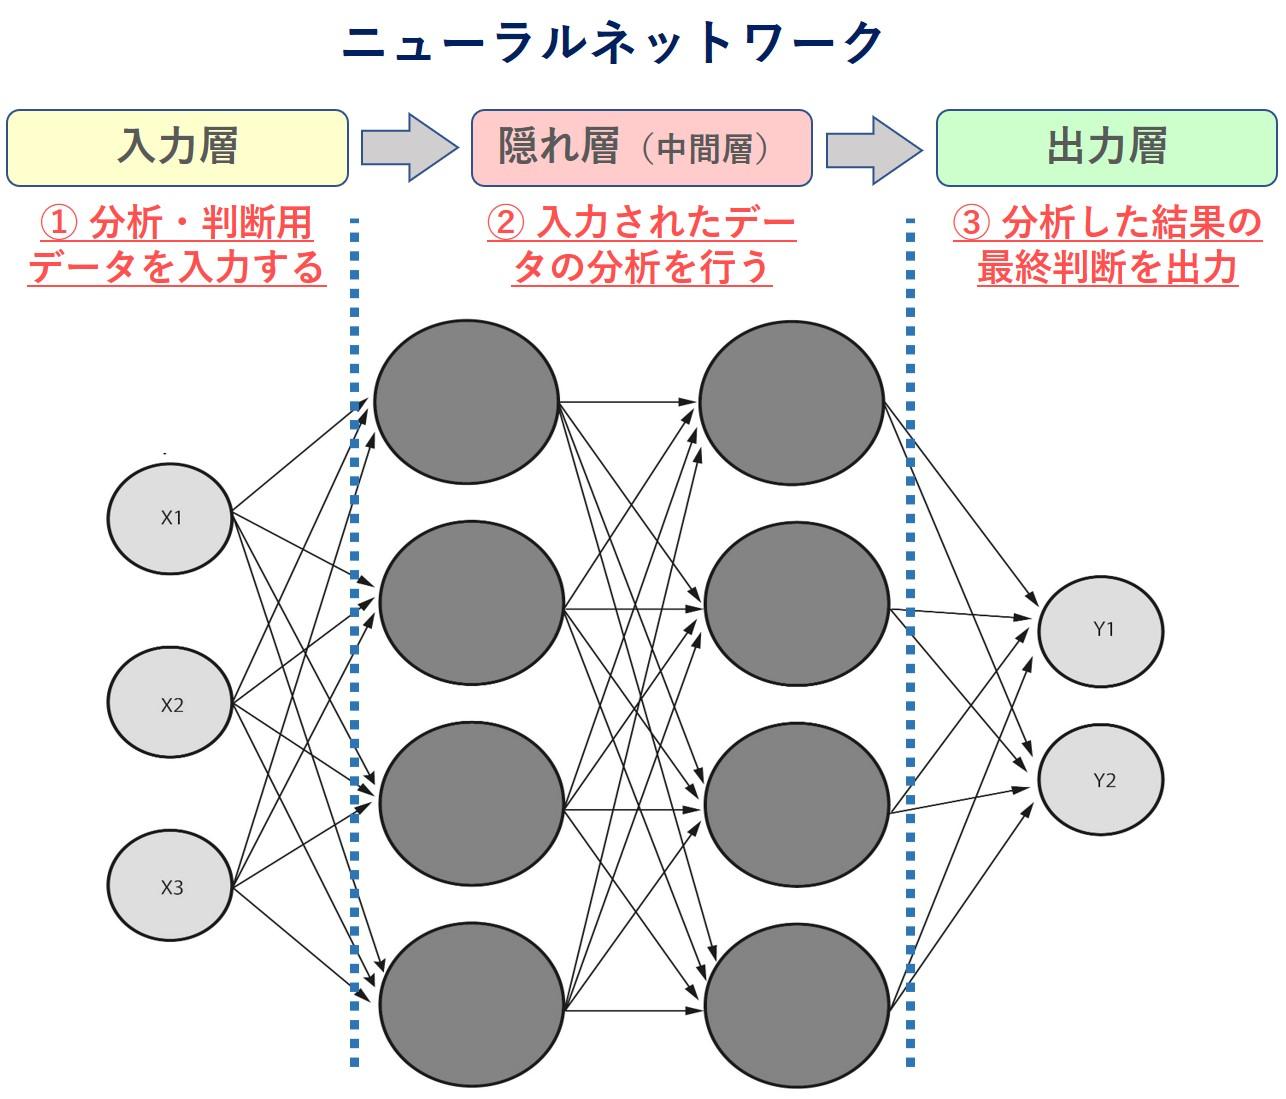 ニューラルネットワーク
入力層
隠れ層（中間層）
出力層
① 分析・判断用
データを入力する
② 入力されたデー
タの分析を行う
③ 分析した結果の
最終判断を出力
X1
X2
X3
Y1
Y2